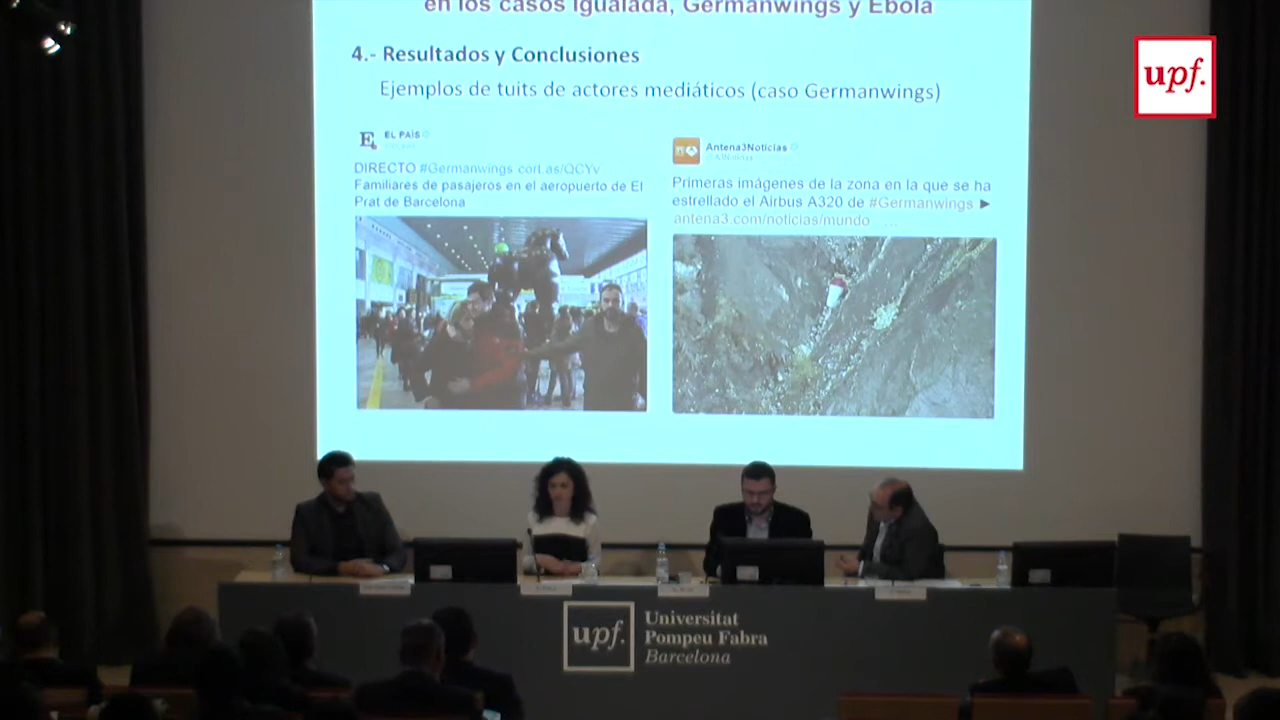 en los casos Igualada, Germanwings y Ebola
4.- Resultados y Conclusiones
Ejemplos de tuits de actores mediáticos (caso Germanwings)
EL PAÍS
DIRECTO #Germanwings cort.as/QCYv
Familiares de pasajeros en el aeropuerto de El
Prat de Barcelona
Antena3Noticias
@A3Noticias
Primeras imágenes de la zona en la que se ha
estrellado el Airbus A320 de #Germanwings ►
antena3.com/noticias/mundo ...
upf.
upf.
Universitat
Pompeu Fabra
Barcelona